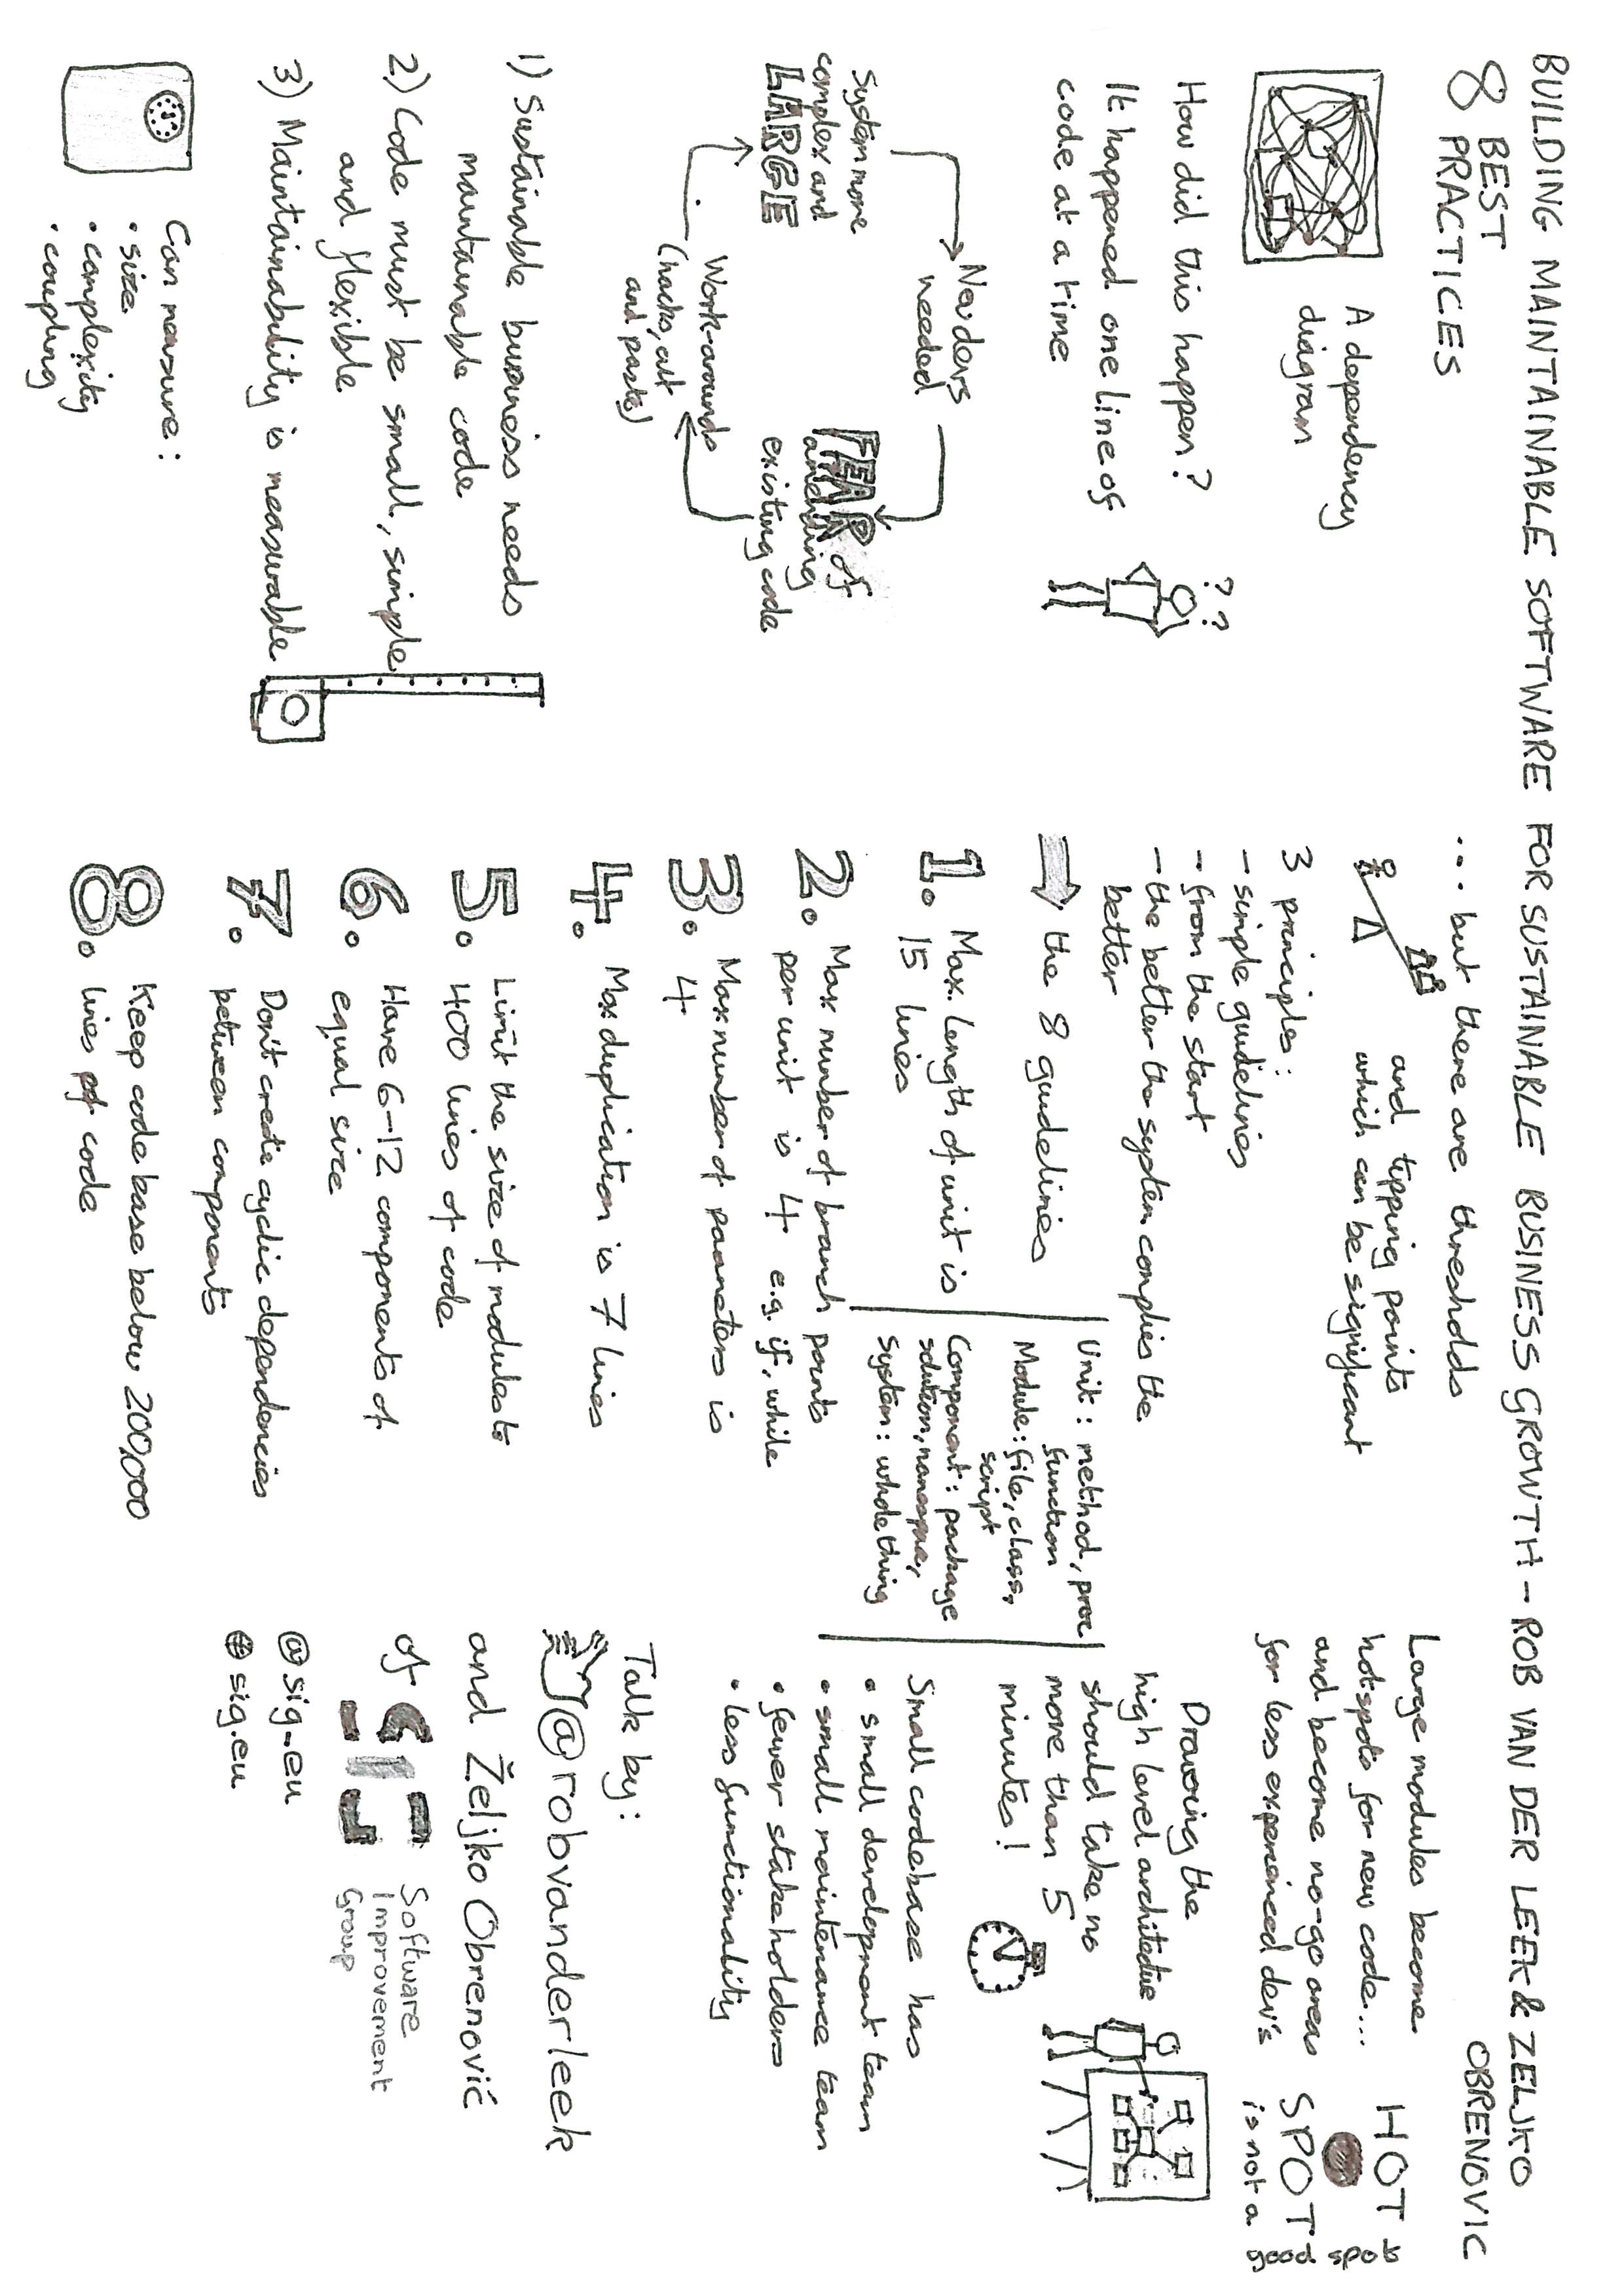 BUILDING MAINTAINABLE SOFTWARE FOR SUSTAINABLE BUSINESS GROWTH - ROB VAN DER LEEK & ZELJKO
OBRENOVIC
8 BEST
PRACTICES
A dependency
diagram
How did this happen?
? ?
It happened one line of
code at a time
New devs
needed
FEAR of
amending
existing code
Work-arounds
(hacks, cut
and paste)
System more
complex and
LARGE
1) Sustainable business needs
maintainable code
2) Code must be small, simple
and flexible
3) Maintainability is measurable
Can measure:
• size
• complexity
• coupling
... but there are thresholds
and tipping points
which can be significant
3 principles:
- simple guidelines
- from the start
- the better the system complies the
better
the 8 guidelines
Unit: method, proc
function
Module: file, class,
script
Component: package
solution, namespace,
System: whole thing
1. Max. length of unit is
15 lines
2. Max number of branch points
per unit is 4 e.g. if, while
3. Max number of parameters is
4
4. Max duplication is 7 lines
5. Limit the size of modules to
400 lines of code
6. Have 6-12 components of
equal size
7. Don't create cyclic dependencies
between components
8. Keep code base below 200,000
lines of code
Large modules become
hotspots for new code...
and become no-go areas
for less experienced dev's
HOT
SPOT
is not a
good spot
Drawing the
high level architecture
should take no
more than 5
minutes!
Small codebase has
• small development team
• small maintenance team
• fewer stakeholders
• less functionality
Talk by:
@robvanderleek
and Željko Obrenović
of SIG Software
Improvement
Group
@sig_eu
sig.eu